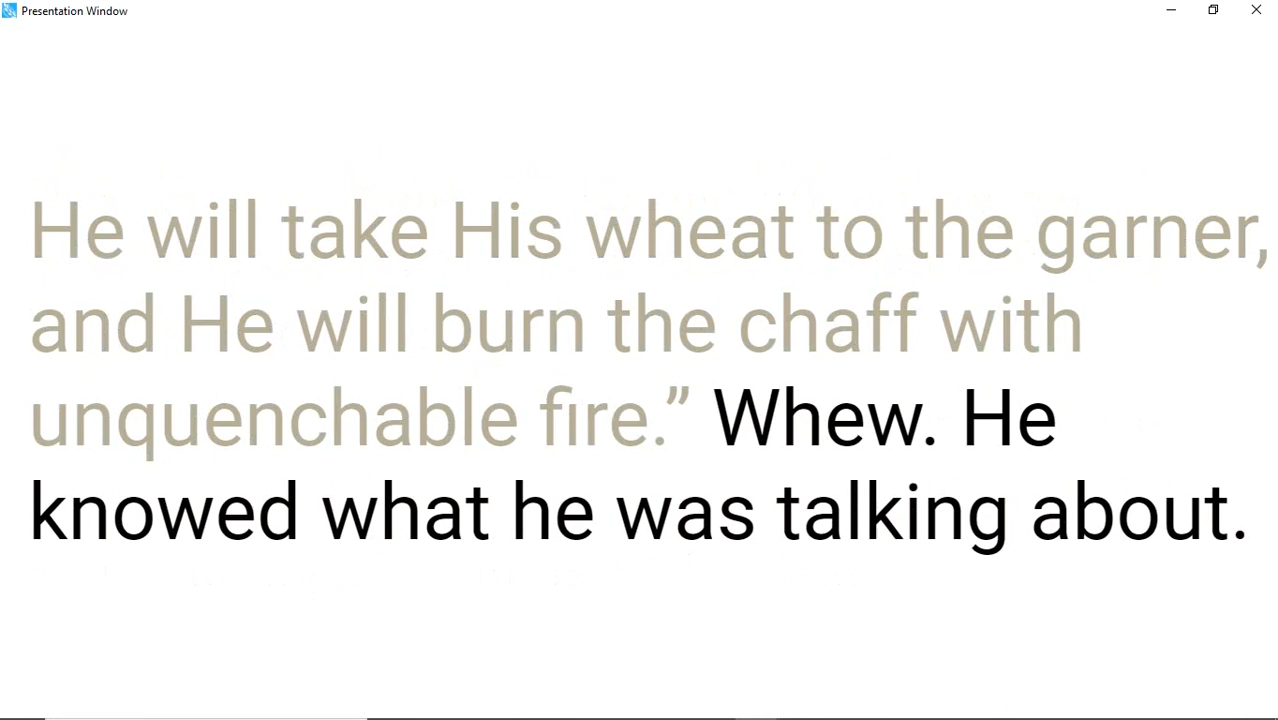 Presentation Window
He will take His wheat to the garner,
and He will burn the chaff with
unquenchable fire.” Whew. He
knowed what he was talking about.